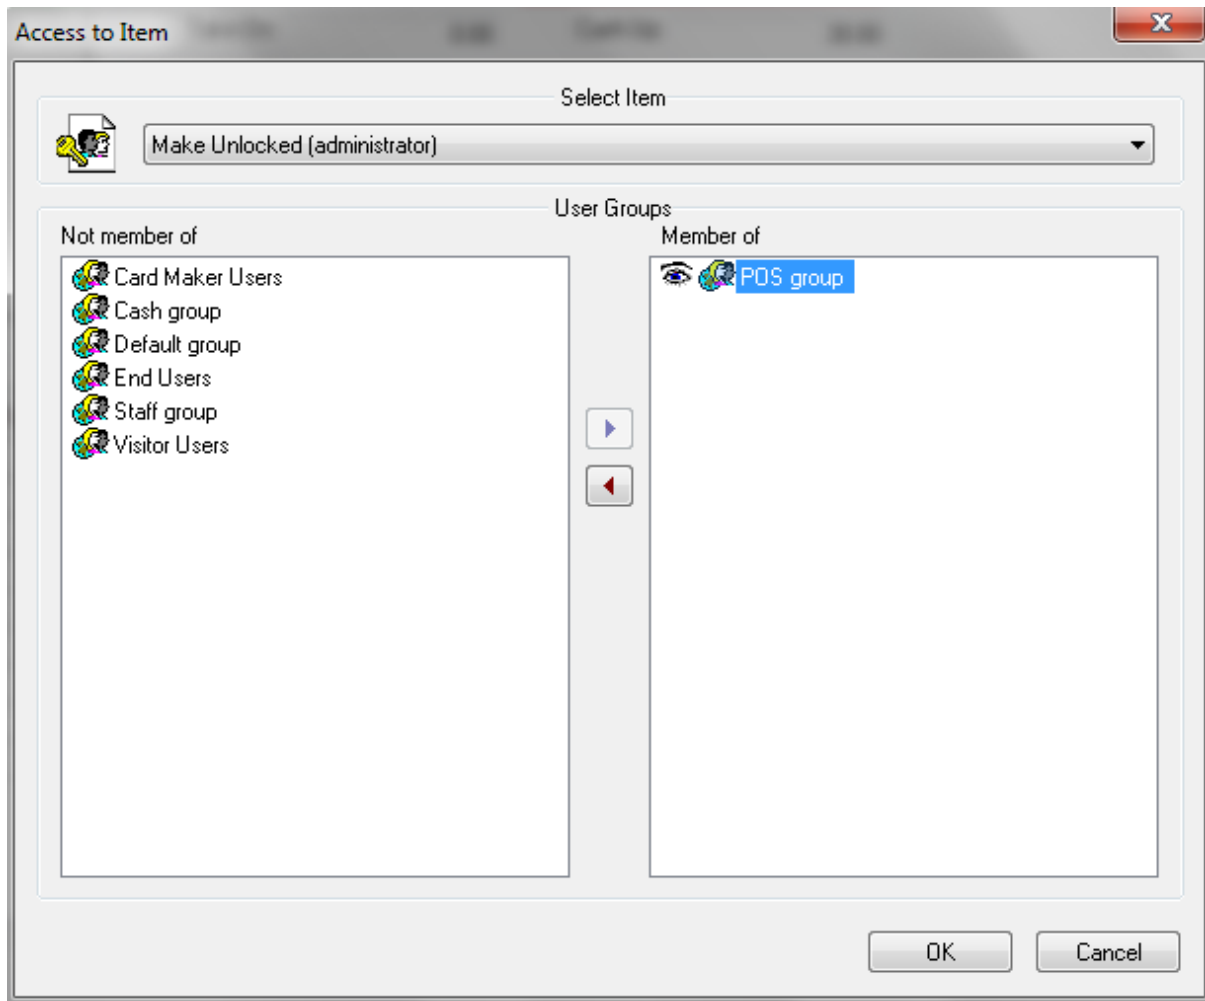 Access to Item
Select Item
Make Unlocked (administrator)
User Groups
Not member of
Member of
Card Maker Users
Cash group
Default group
End Users
Staff group
Visitor Users
POS group
OK
Cancel